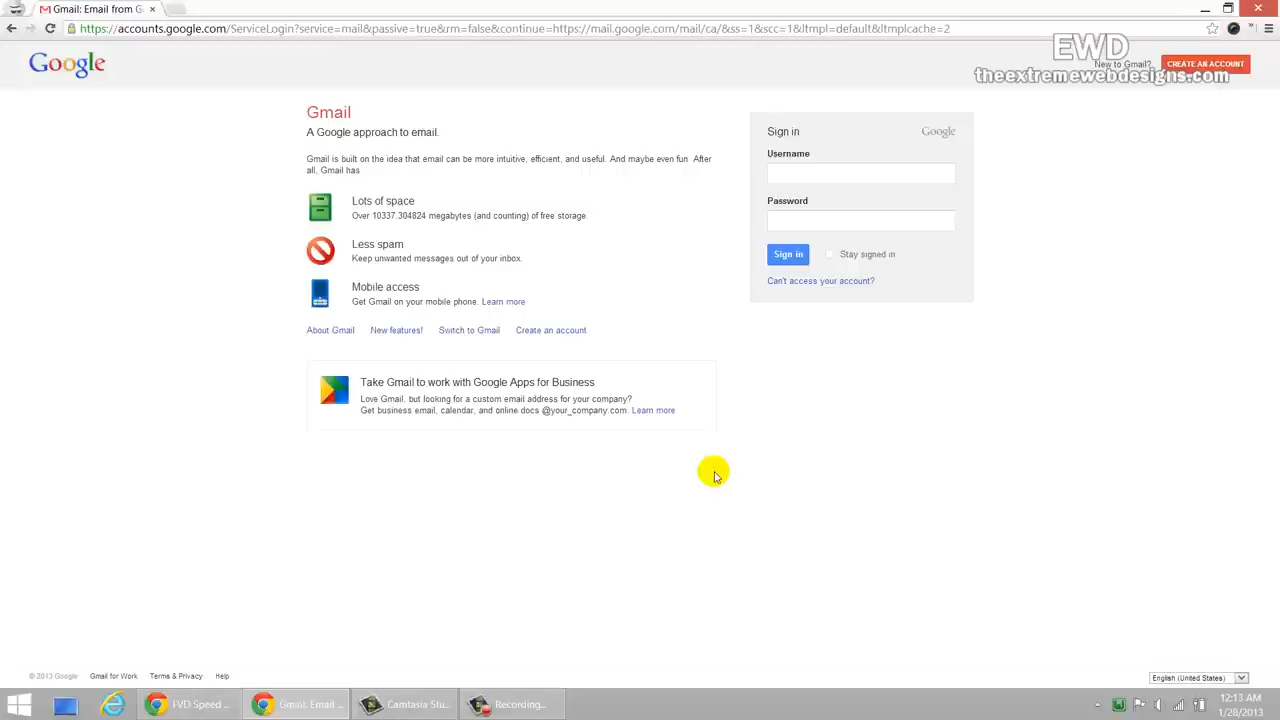 Gmail: Email from G
https://accounts.google.com/ServiceLogin?service=mail&passive=true&rm=false&continue=https://mail.google.com/mail/ca/&ss=1&scc=1&ltmpl=default&ltmplcache=2
EWD
theextremewebdesigns.com
Google
New to Gmail?
CREATE AN ACCOUNT
Gmail
A Google approach to email.
Gmail is built on the idea that email can be more intuitive, efficient, and useful. And maybe even fun After
all, Gmail has
Lots of space
Over 10337.304824 megabytes (and counting) of free storage.
Less spam
Keep unwanted messages out of your inbox.
Mobile access
Get Gmail on your mobile phone. Learn more
About Gmail New features! Switch to Gmail Create an account
Take Gmail to work with Google Apps for Business
Love Gmail, but looking for a custom email address for your company?
Get business email, calendar, and online docs @your_company.com. Learn more
Sign in
Google
Username
Password
Sign in
Stay signed in
Can't access your account?
© 2013 Google Gmail for Work Terms & Privacy Help
English (United States)
FVD Speed ...
Gmail: Email ...
Camtasia Stu...
Recording...
12:13 AM
1/28/2013